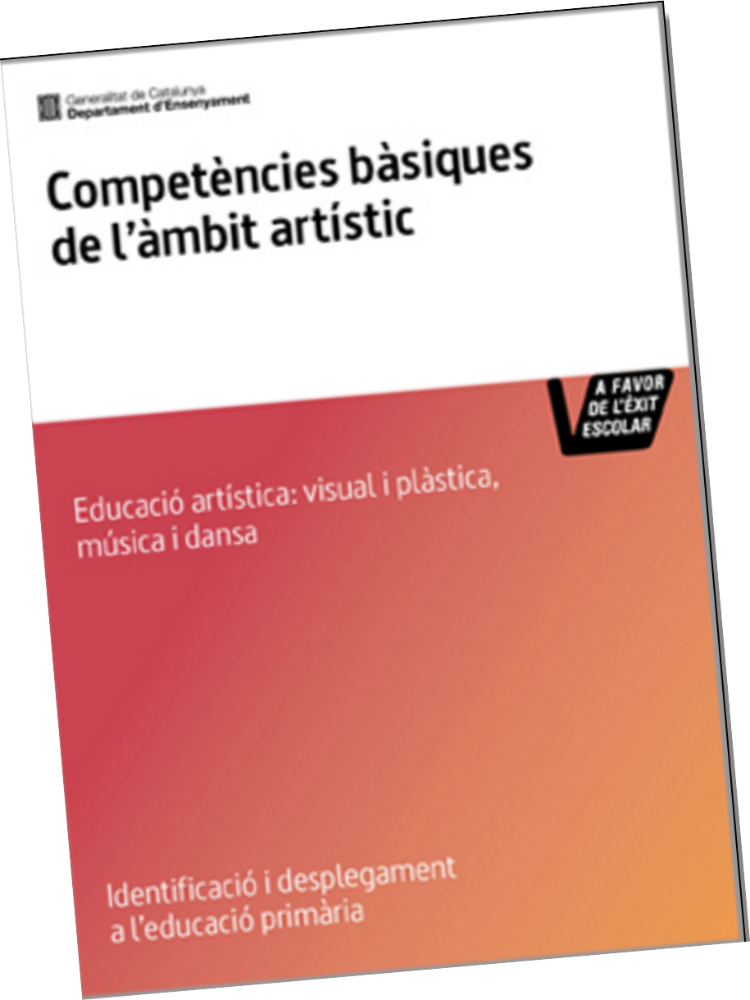 Generalitat de Catalunya
Departament d'Ensenyament
Competències bàsiques
de l'àmbit artístic
A FAVOR
DE L'ÈXIT
ESCOLAR
Educació artística: visual i plàstica,
música i dansa
Identificació i desplegament
a l'educació primària